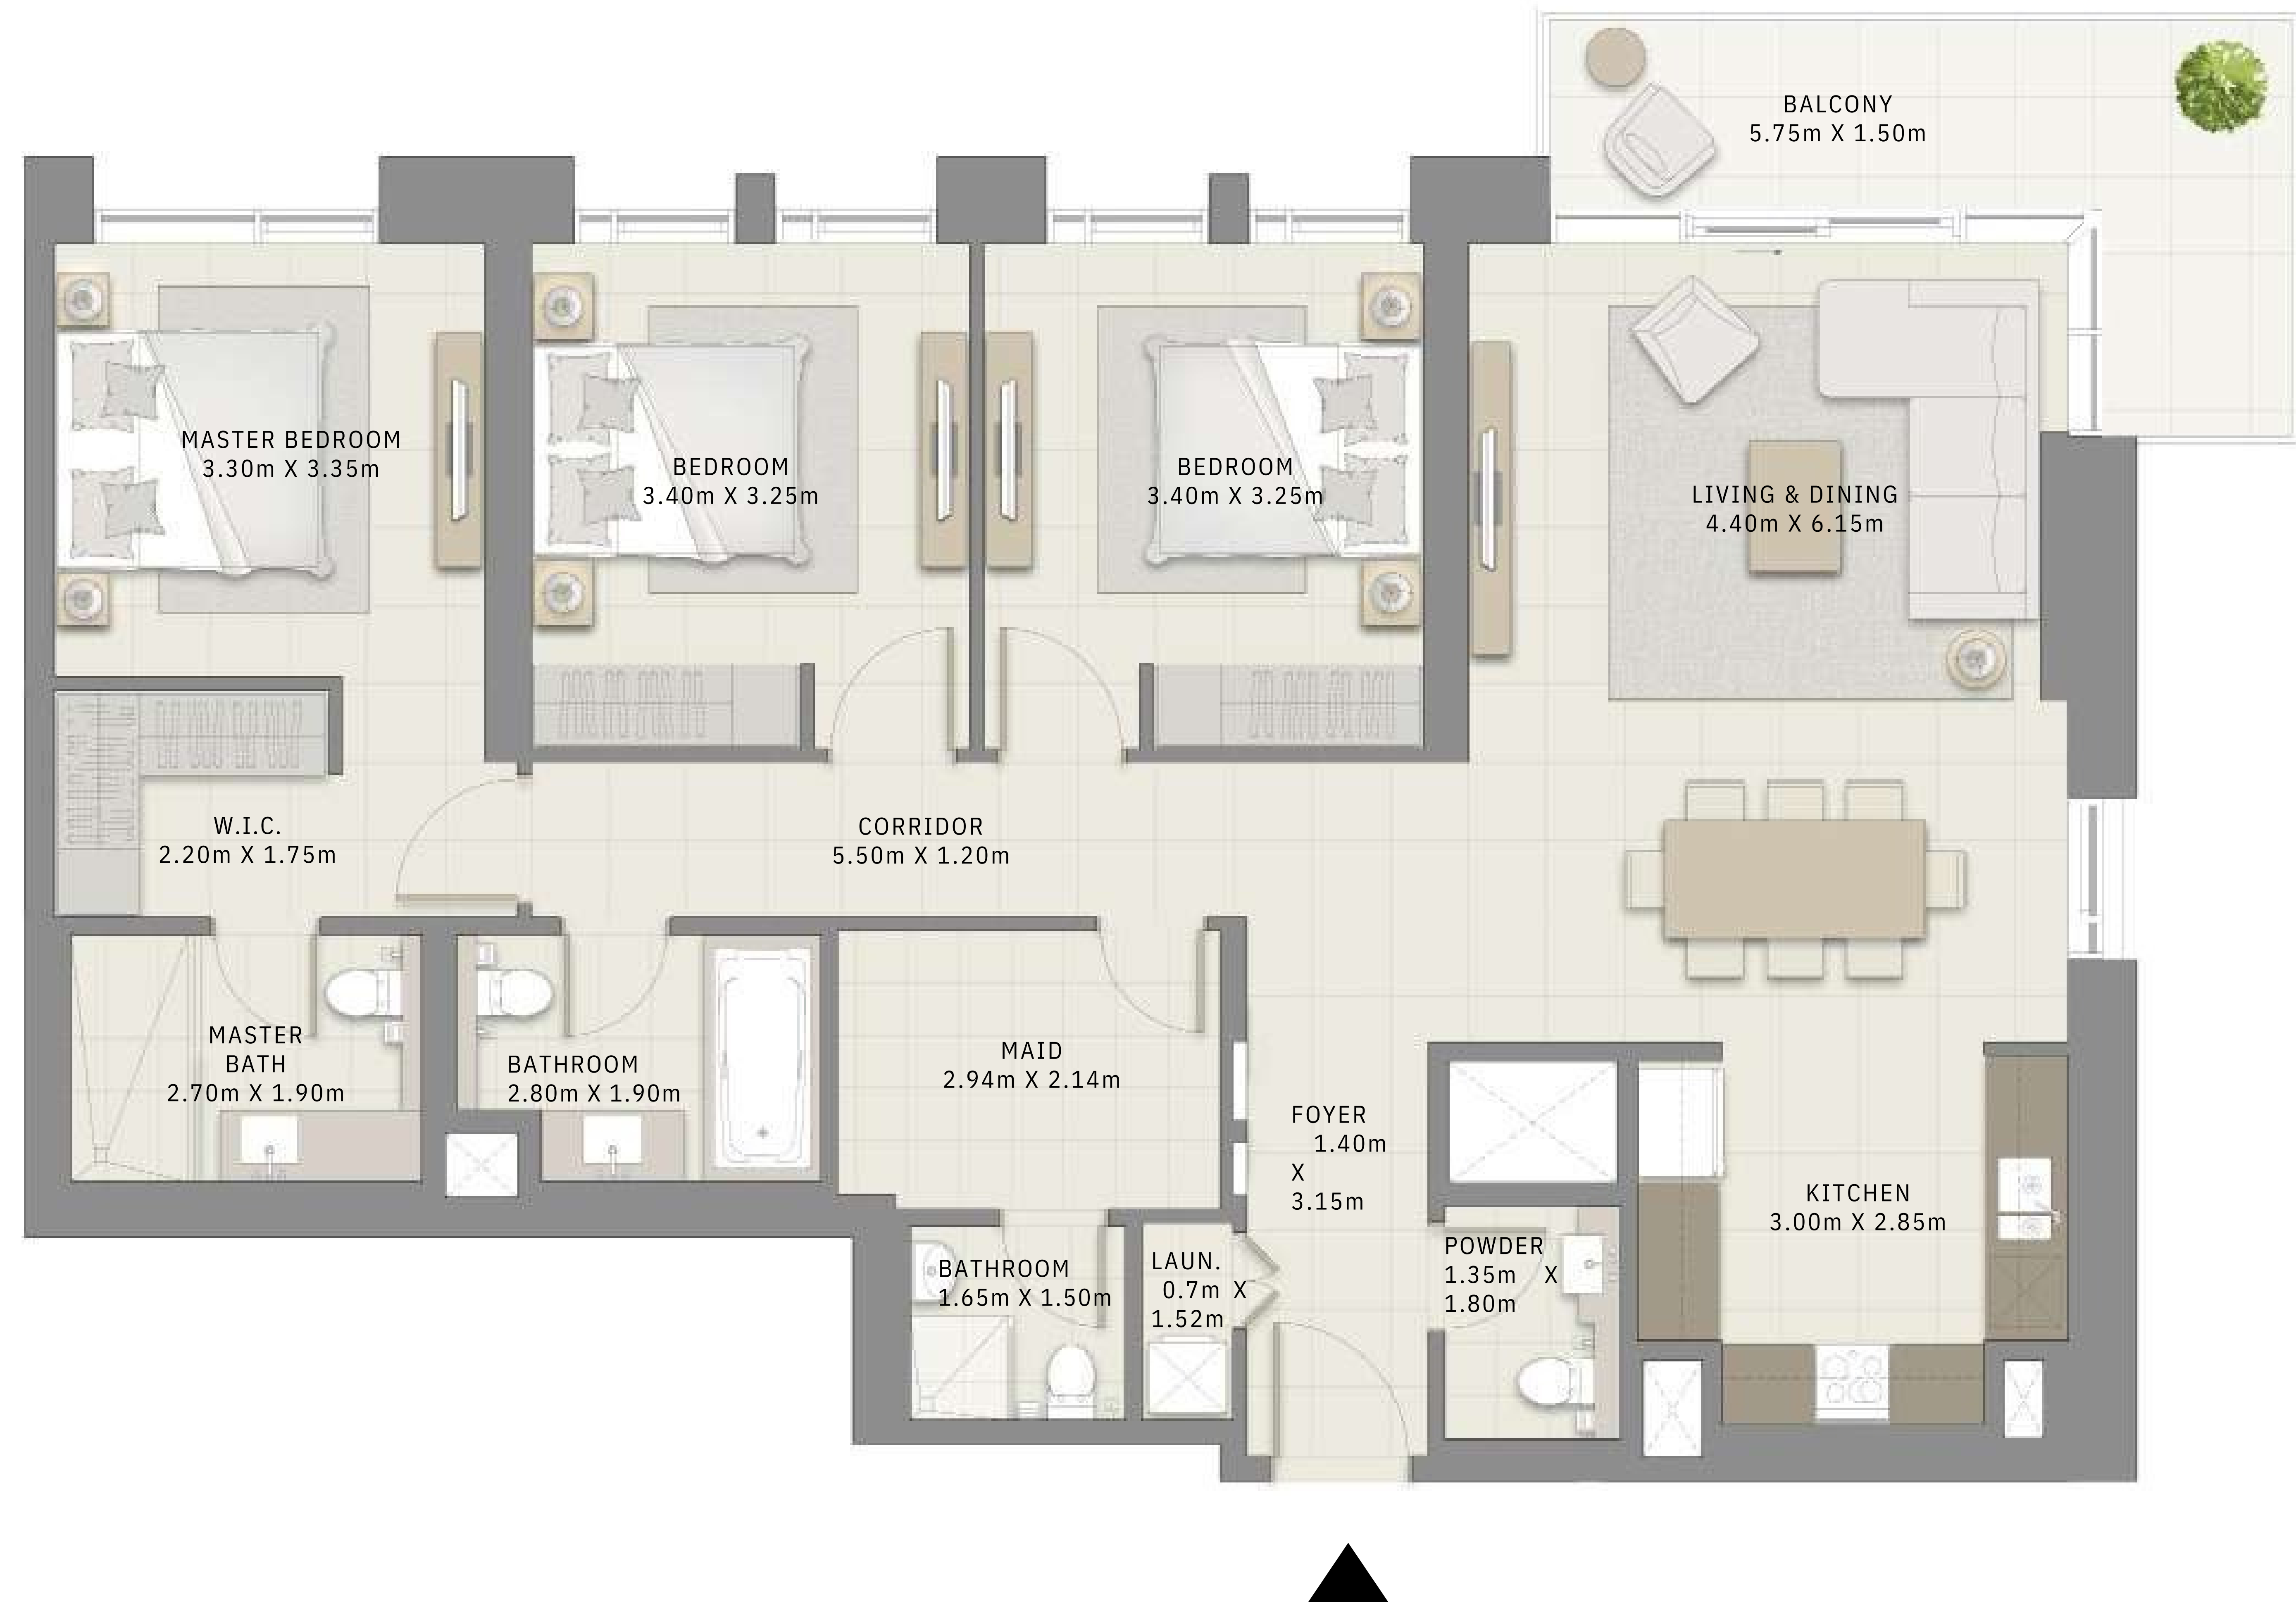 BALCONY
5.75m X 1.50m
MASTER BEDROOM
3.30m X 3.35m
BEDROOM
3.40m X 3.25m
BEDROOM
3.40m X 3.25m
LIVING & DINING
4.40m X 6.15m
W.I.C.
2.20m X 1.75m
CORRIDOR
5.50m X 1.20m
MASTER
BATH
2.70m X 1.90m
BATHROOM
2.80m X 1.90m
MAID
2.94m X 2.14m
FOYER
1.40m
X
3.15m
KITCHEN
3.00m X 2.85m
BATHROOM
1.65m X 1.50m
LAUN.
0.7m X
1.52m
POWDER
1.35m X
1.80m